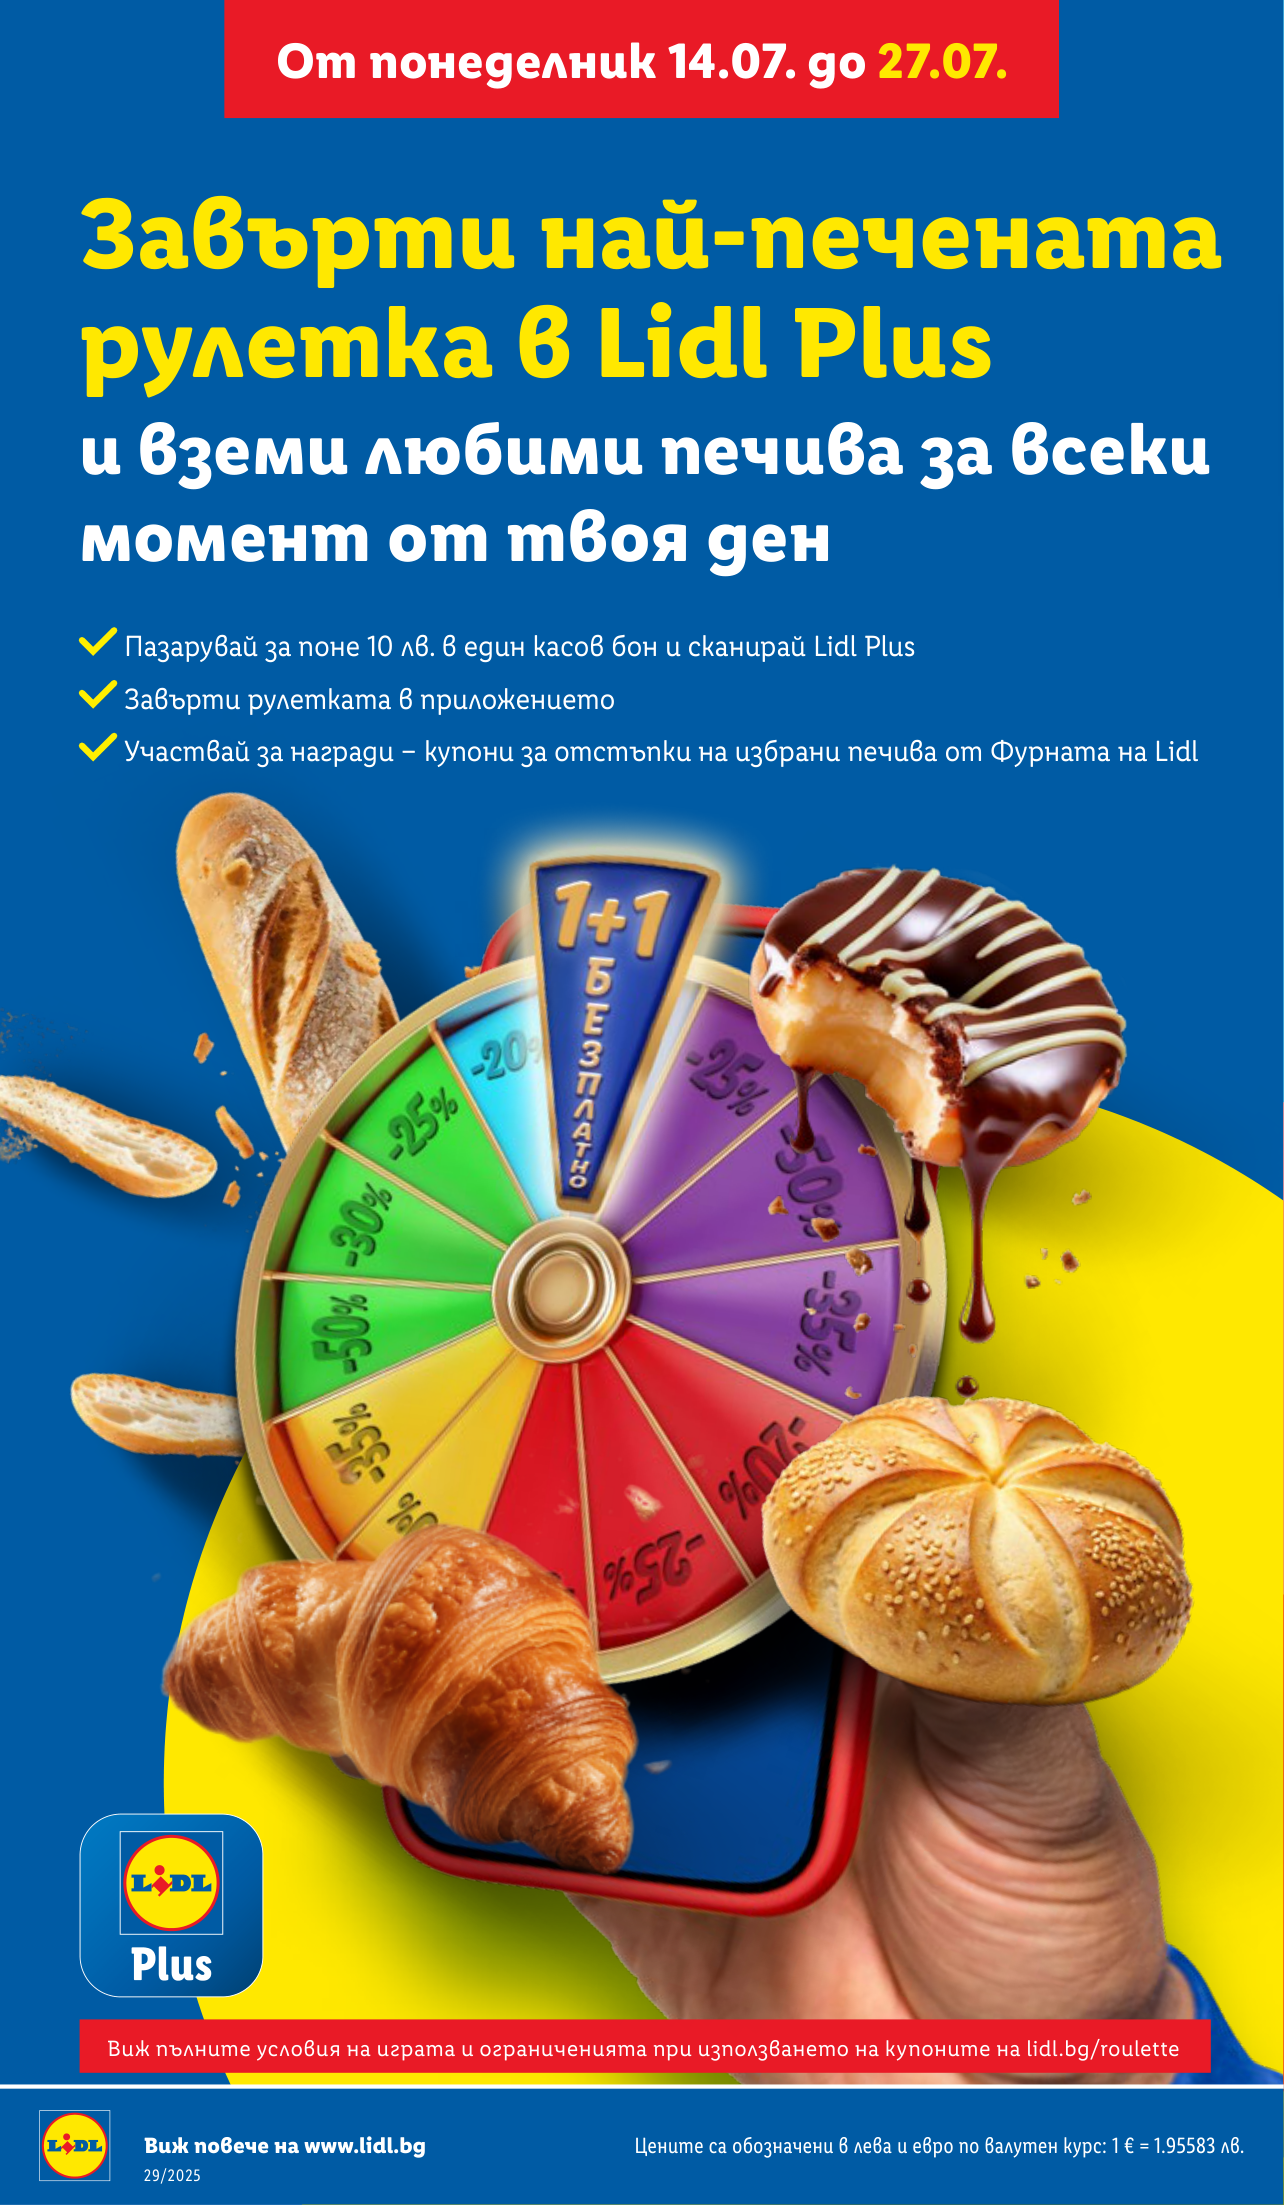 От понеделник 14.07. до 27.07.
Завърти най-печената
рулетка в Lidl Plus
и вземи любими печива за всеки
момент от твоя ден
Пазарувай за поне 10 лв. в един касов бон и сканирай Lidl Plus
Завърти рулетката в приложението
Участвай за награди – купони за отстъпки на избрани печива от Фурната на Lidl
1+1
БЕЗПЛАТНО
-20%
-25%
-25%
-50%
-30%
-35%
-50%
-35%
-20%
%
-25%
LIDL
Plus
Виж пълните условия на играта и ограниченията при използването на купоните на lidl.bg/roulette
LIDL
Виж повече на www.lidl.bg
29/2025
Цените са обозначени в лева и евро по валутен курс: 1 € = 1.95583 лв.